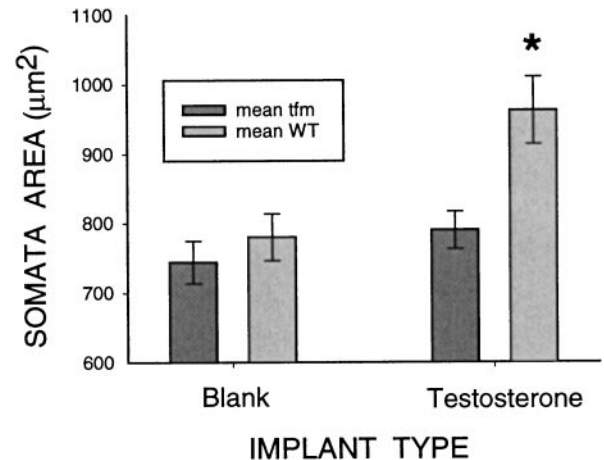 1100
1000
900
800
700
600
SOMATA AREA (µm²)
mean tfm
mean WT
*
Blank
Testosterone
IMPLANT TYPE